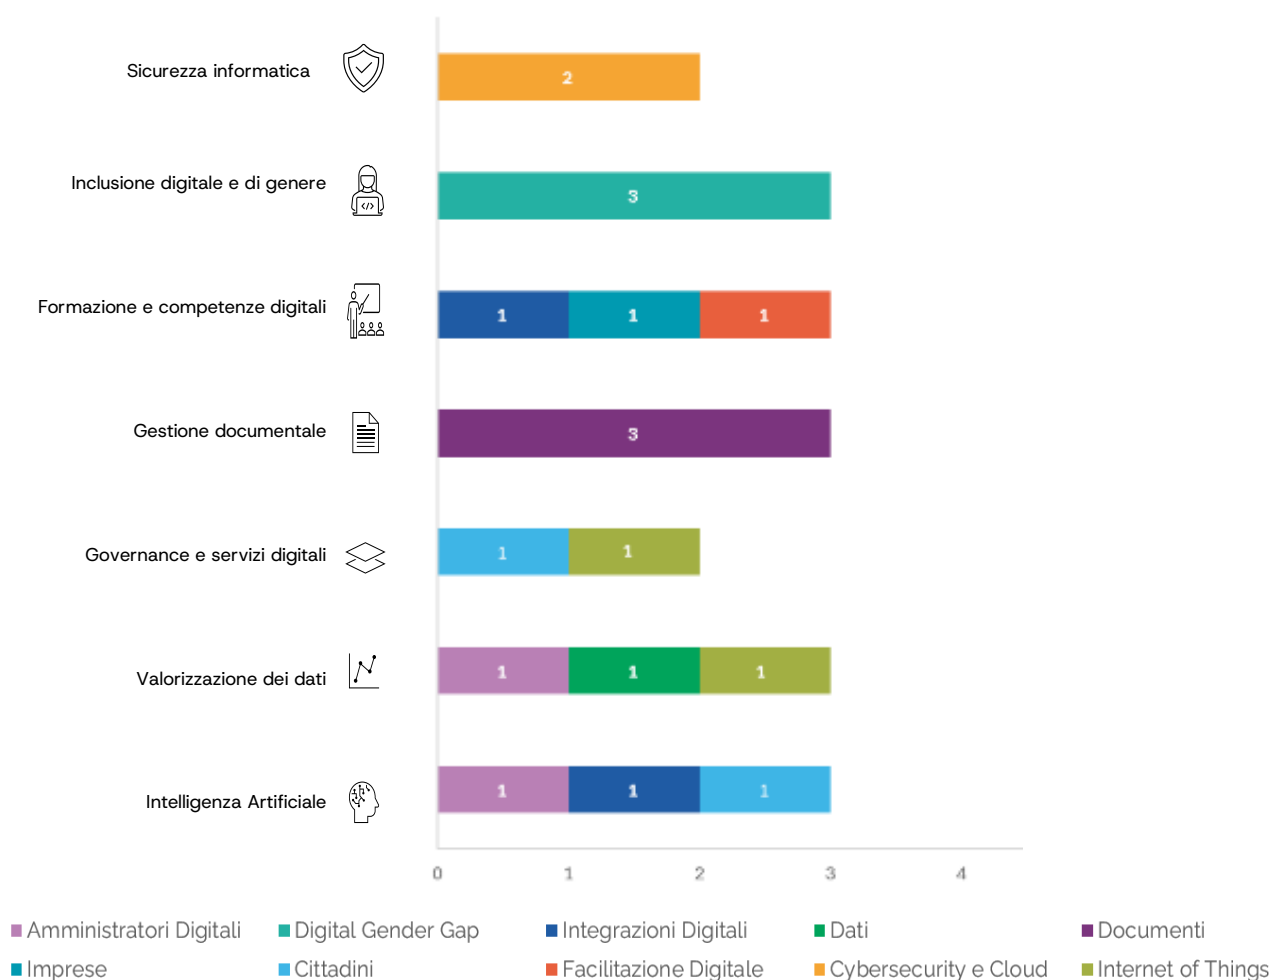 Sicurezza informatica
2
Inclusione digitale e di genere
</>
3
Formazione e competenze digitali
1 1 1
Gestione documentale
3
Governance e servizi digitali
1 1
Valorizzazione dei dati
1 1 1
Intelligenza Artificiale
1 1 1
0 1 2 3 4
Amministratori Digitali Digital Gender Gap Integrazioni Digitali Dati Documenti
Imprese Cittadini Facilitazione Digitale Cybersecurity e Cloud Internet of Things